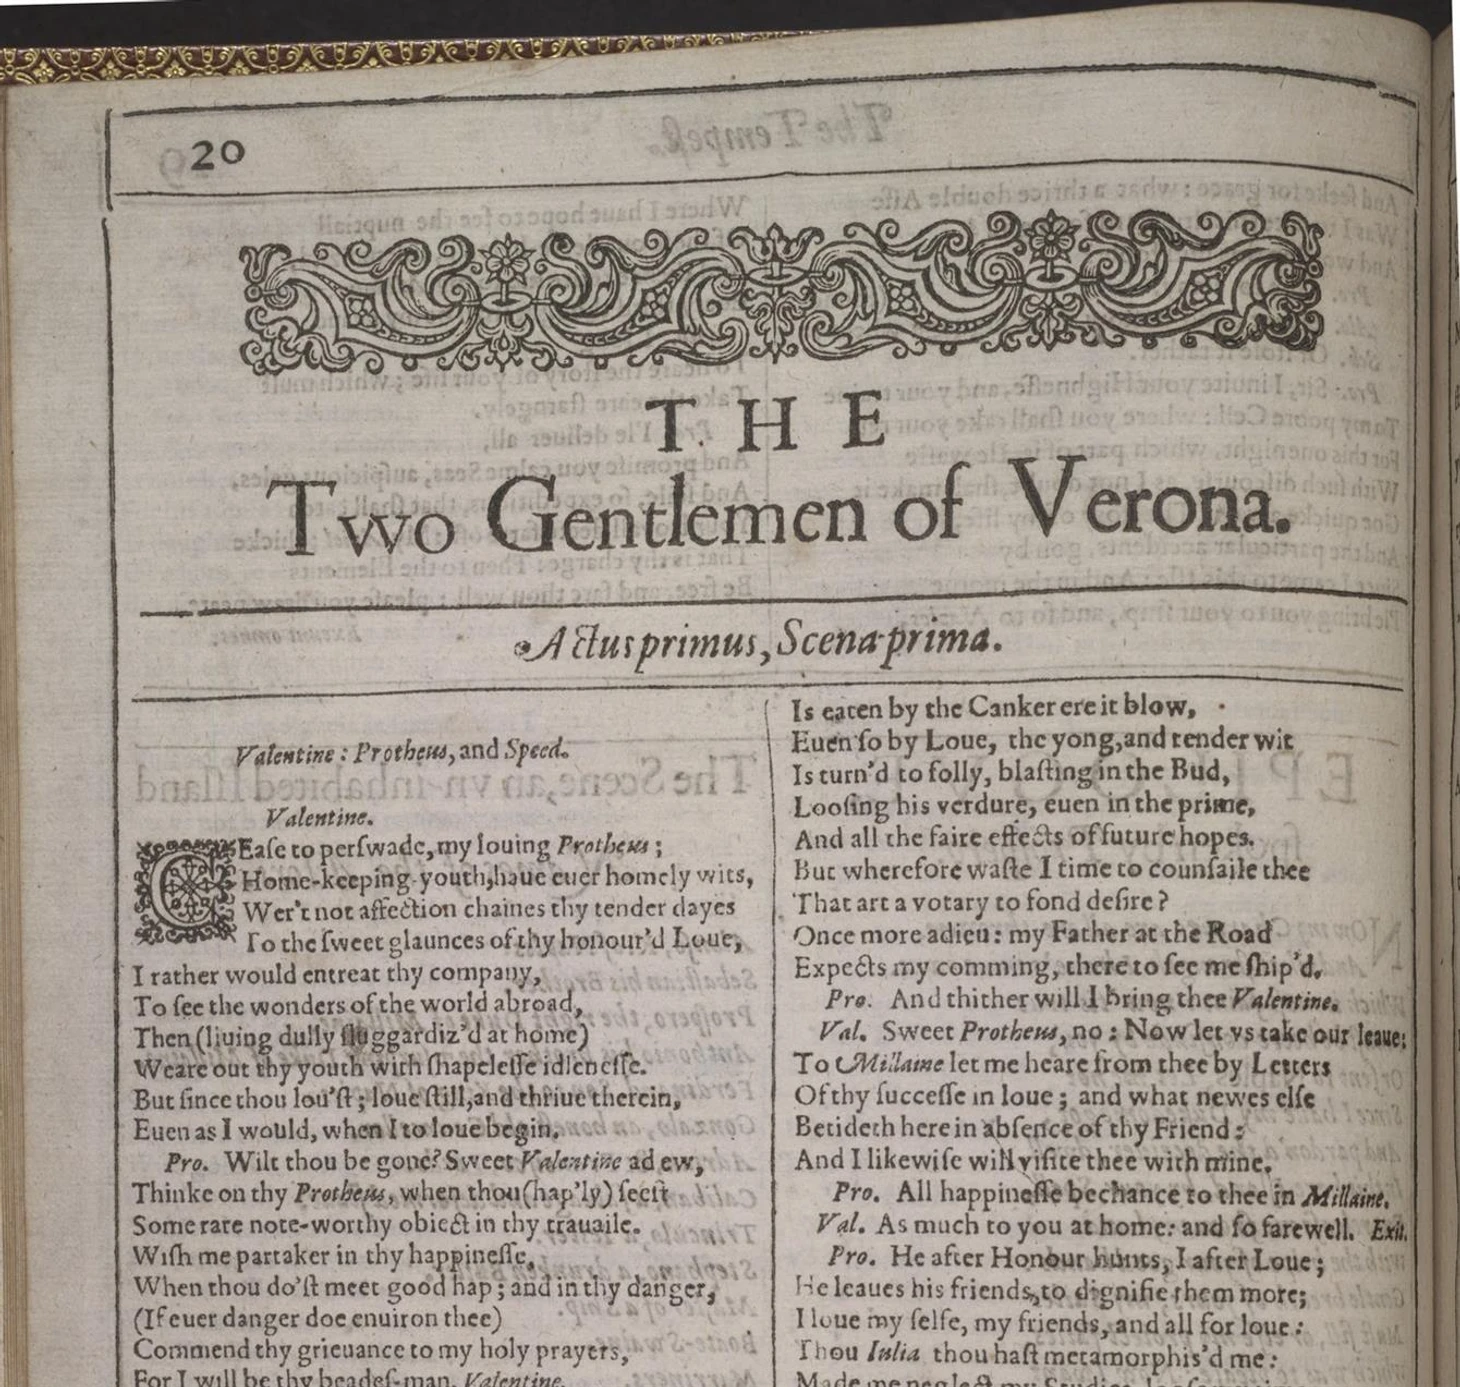 20
THE
Two Gentlemen of Verona.
Actus primus, Scena prima.
Valentine: Protheus, and Speed.
Valentine.
CEaſe to perſwade, my louing Protheus;
Home-keeping-youth, haue euer homely wits,
Wer't not affection chaines thy tender dayes
To the ſweet glaunces of thy honour'd Loue,
I rather would entreat thy company,
To ſee the wonders of the world abroad,
Then (liuing dully ſluggardiz'd at home)
Weare out thy youth with ſhapeleſſe idleneſſe.
But ſince thou lou'ſt; loue ſtill, and thriue therein,
Euen as I would, when I to loue begin.
Pro. Wilt thou be gone? Sweet Valentine adew,
Thinke on thy Protheus, when thou (hap'ly) ſeeſt
Some rare note-worthy obiect in thy trauaile.
Wiſh me partaker in thy happineſſe,
When thou do'ſt meet good hap; and in thy danger,
(If euer danger doe enuiron thee)
Commend thy grieuance to my holy prayers,
For I will be thy beadeſ-man, Valentine.
Is eaten by the Canker ere it blow,
Euen ſo by Loue, the yong, and tender wit
Is turn'd to folly, blaſting in the Bud,
Looſing his verdure, euen in the prime,
And all the faire effects of future hopes.
But wherefore waſte I time to counſaile thee
That art a votary to fond deſire?
Once more adieu: my Father at the Road
Expects my comming, there to ſee me ſhip'd.
Pro. And thither will I bring thee Valentine.
Val. Sweet Protheus, no: Now let vs take our leaue:
To Millaine let me heare from thee by Letters
Of thy ſucceſſe in loue; and what newes elſe
Betideth here in abſence of thy Friend:
And I likewiſe will viſite thee with mine.
Pro. All happineſſe bechance to thee in Millaine.
Val. As much to you at home: and ſo farewell. Exit.
Pro. He after Honour hunts, I after Loue;
He leaues his friends, to dignifie them more;
I loue my ſelfe, my friends, and all for loue:
Thou Iulia thou haſt metamorphis'd me:
Made me neglect my Studies,